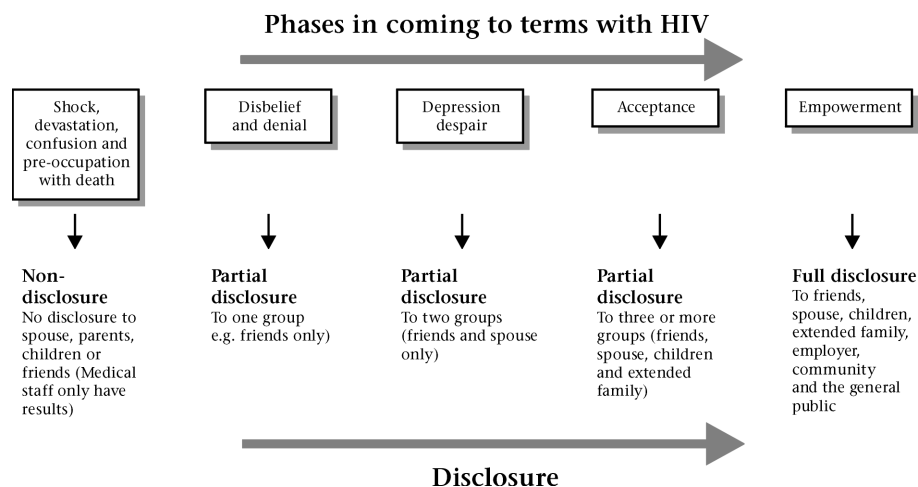 Phases in coming to terms with HIV
Shock,
devastation,
confusion and
pre-occupation
with death
Disbelief
and denial
Depression
despair
Acceptance
Empowerment
Non-
disclosure
No disclosure to
spouse, parents,
children or
friends (Medical
staff only have
results)
Partial
disclosure
To one group
e.g. friends only)
Partial
disclosure
To two groups
(friends and spouse
only)
Partial
disclosure
To three or more
groups (friends,
spouse, children
and extended
family)
Full disclosure
To friends,
spouse, children,
extended family,
employer,
community
and the general
public
Disclosure